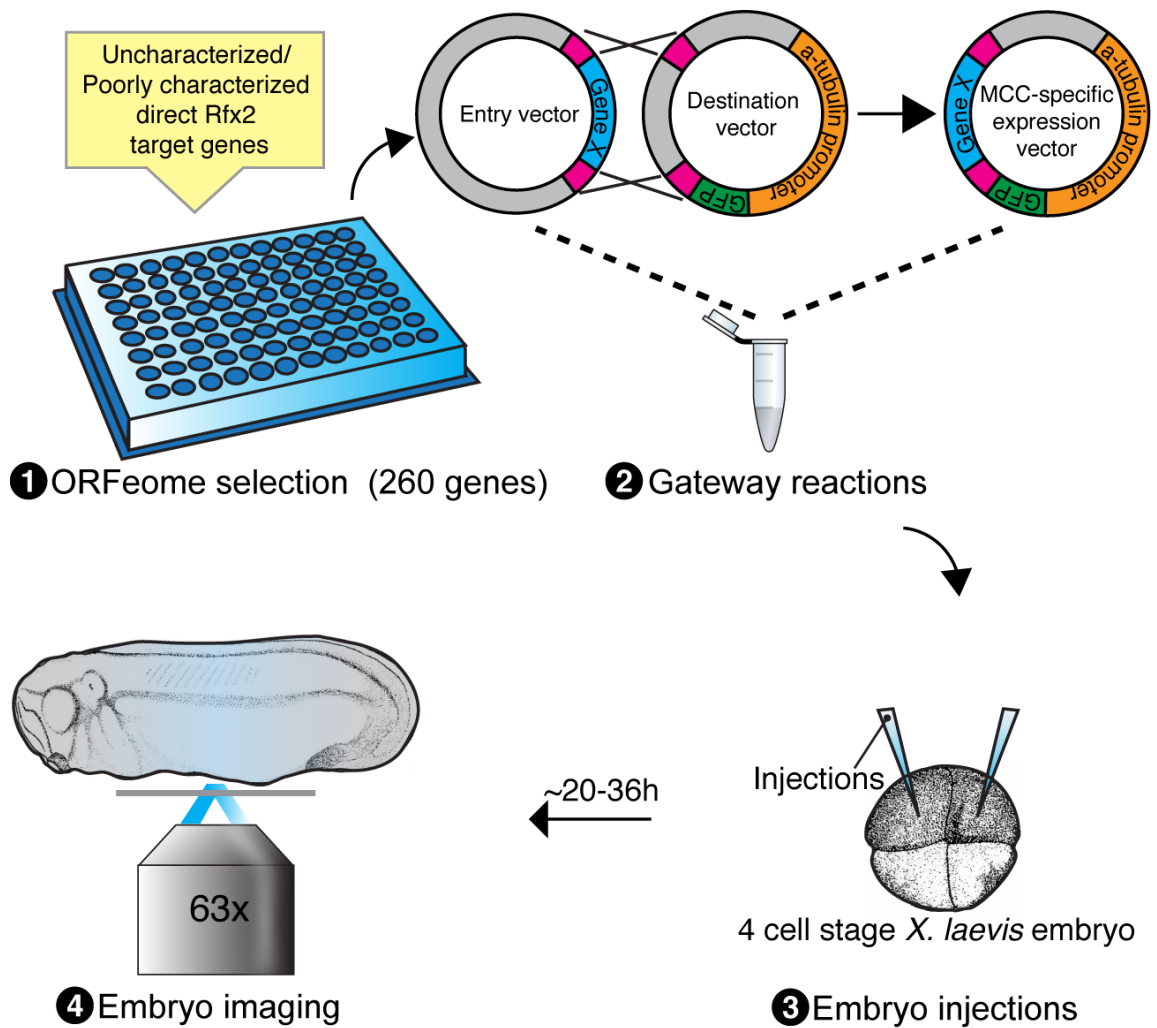 Uncharacterized/
Poorly characterized
direct Rfx2
target genes
Entry vector
Gene X
Destination
vector
a-tubulin promoter
GFP
MCC-specific
expression
vector
Gene X
a-tubulin promoter
GFP
1 ORFeome selection (260 genes)
2 Gateway reactions
Injections
4 cell stage X. laevis embryo
3 Embryo injections
~20-36h
63x
4 Embryo imaging